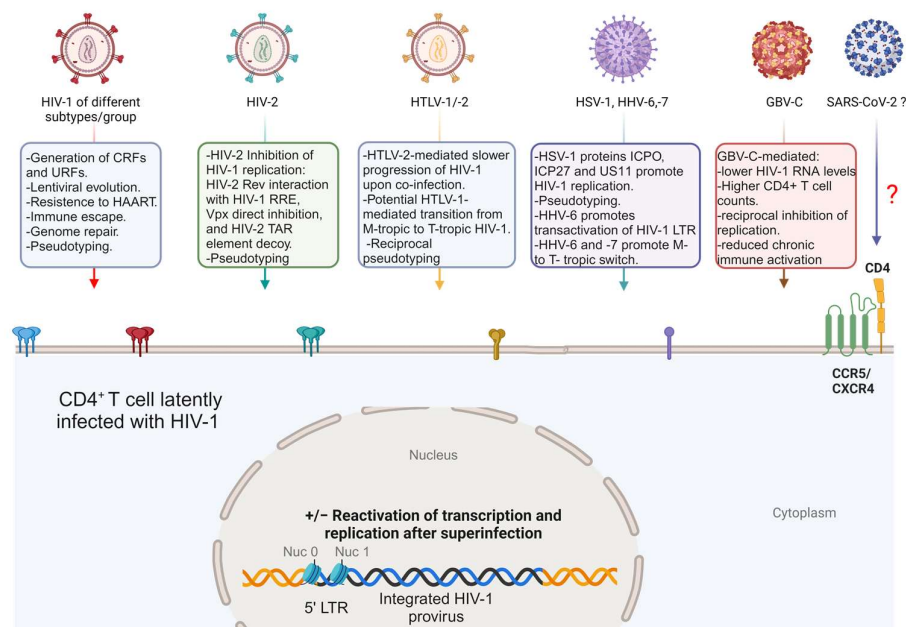 HIV-1 of different
subtypes/group
HIV-2
HTLV-1/-2
HSV-1, HHV-6,-7
GBV-C
SARS-CoV-2 ?
-Generation of CRFs
and URFs.
-Lentiviral evolution.
-Resistence to HAART.
-Immune escape.
-Genome repair.
-Pseudotyping.
-HIV-2 Inhibition of
HIV-1 replication:
HIV-2 Rev interaction
with HIV-1 RRE,
Vpx direct inhibition,
and HIV-2 TAR
element decoy.
-Pseudotyping
-HTLV-2-mediated slower
progression of HIV-1
upon co-infection.
-Potential HTLV-1-
mediated transition from
M-tropic to T-tropic HIV-1.
-Reciprocal
pseudotyping
-HSV-1 proteins ICPO,
ICP27 and US11 promote
HIV-1 replication.
-Pseudotyping.
-HHV-6 promotes
transactivation of HIV-1 LTR
-HHV-6 and -7 promote M-
to T- tropic switch.
GBV-C-mediated:
-lower HIV-1 RNA levels
-Higher CD4+ T cell
counts.
-reciprocal inhibition of
replication.
-reduced chronic
immune activation
?
CD4
CCR5/
CXCR4
CD4⁺ T cell latently
infected with HIV-1
Nucleus
Cytoplasm
+/− Reactivation of transcription and
replication after superinfection
Nuc 0 Nuc 1
5' LTR
Integrated HIV-1
provirus